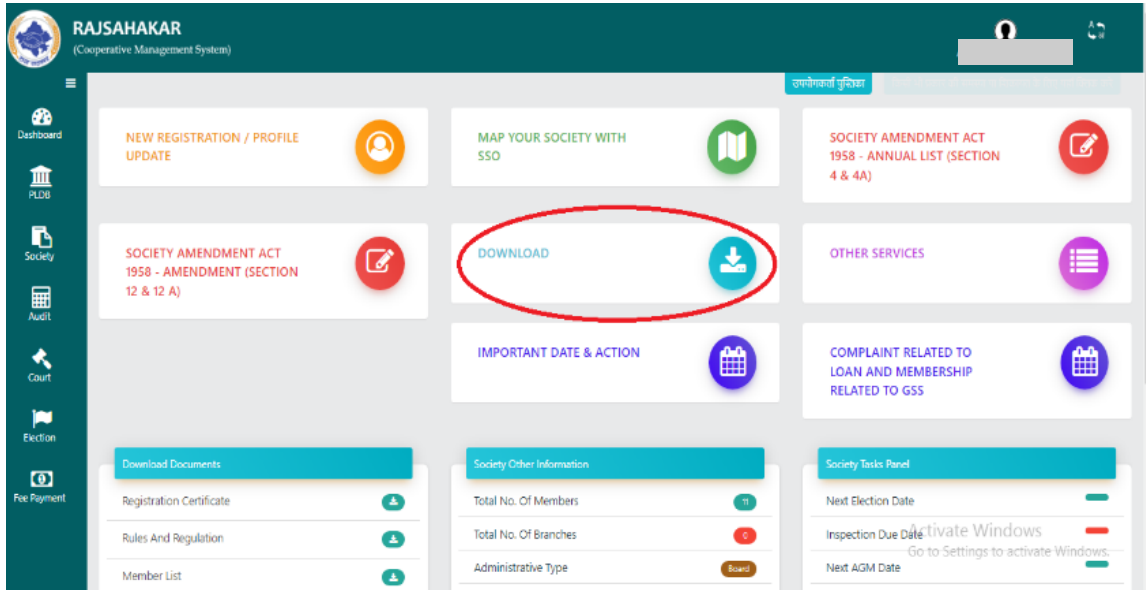 RAJSAHAKAR
(Cooperative Management System)
उपयोगकर्ता पुस्तिका
Dashboard
PLDB
Society
Audit
Court
Election
Fee Payment
NEW REGISTRATION / PROFILE
UPDATE
MAP YOUR SOCIETY WITH
SSO
SOCIETY AMENDMENT ACT
1958 - ANNUAL LIST (SECTION
4 & 4A)
SOCIETY AMENDMENT ACT
1958 - AMENDMENT (SECTION
12 & 12 A)
DOWNLOAD
OTHER SERVICES
IMPORTANT DATE & ACTION
COMPLAINT RELATED TO
LOAN AND MEMBERSHIP
RELATED TO GSS
Download Documents
Registration Certificate
Rules And Regulation
Member List
Society Other Information
Total No. Of Members 11
Total No. Of Branches 0
Administrative Type Board
Society Tasks Panel
Next Election Date
Inspection Due Date
Next AGM Date
Activate Windows
Go to Settings to activate Windows.